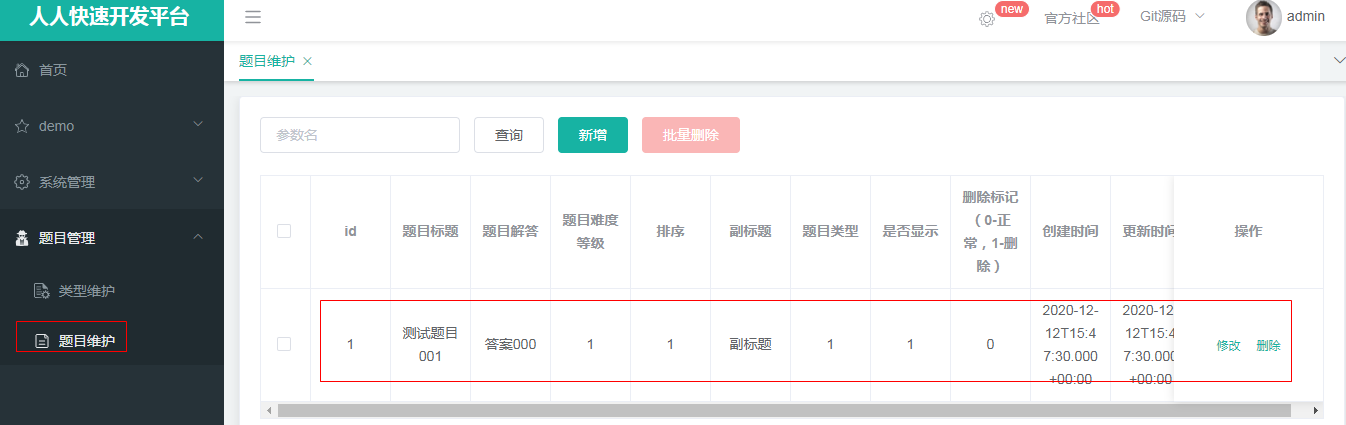 人人快速开发平台
new
官方社区
hot
Git源码
admin
首页
demo
系统管理
题目管理
类型维护
题目维护
题目维护
参数名
查询
新增
批量删除
id
题目标题
题目解答
题目难度
等级
排序
副标题
题目类型
是否显示
删除标记
（0-正
常，1-删
除）
创建时间
更新时间
操作
1
测试题目
001
答案000
1
1
副标题
1
1
0
2020-12-
12T15:4
7:30.000
+00:00
2020-12-
12T15:4
7:30.000
+00:00
修改
删除